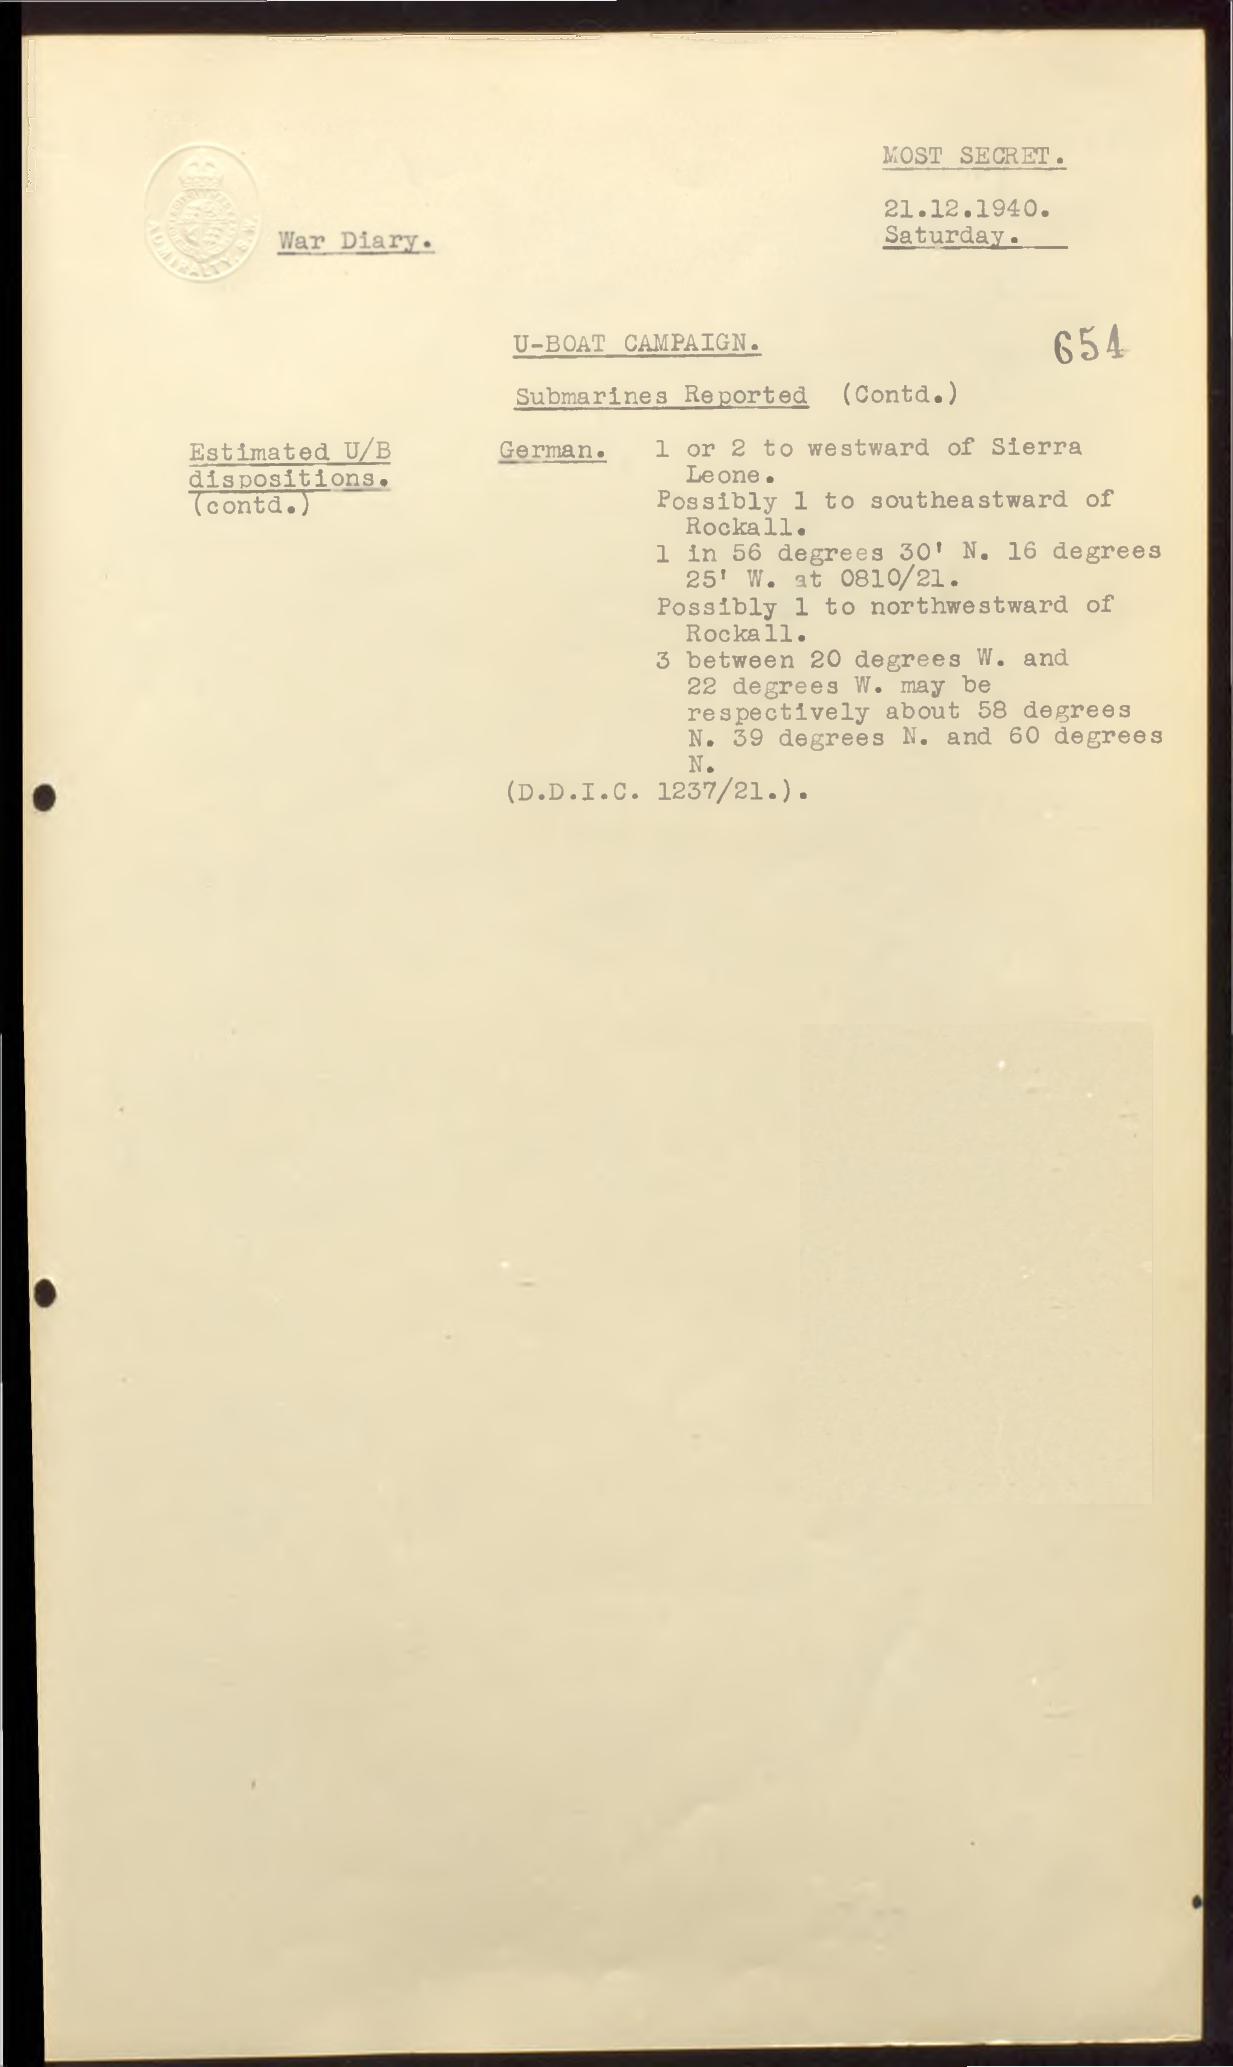 MOST SECRET.
21.12.1940.
Saturday.
ADMIRALTY. S.W.
War Diary.
U-BOAT CAMPAIGN.
654
Submarines Reported (Contd.)
Estimated U/B
dispositions.
(contd.)
German. 1 or 2 to westward of Sierra
Leone.
Possibly 1 to southeastward of
Rockall.
1 in 56 degrees 30' N. 16 degrees
25' W. at 0810/21.
Possibly 1 to northwestward of
Rockall.
3 between 20 degrees W. and
22 degrees W. may be
respectively about 58 degrees
N. 39 degrees N. and 60 degrees
N.
(D.D.I.C. 1237/21.).